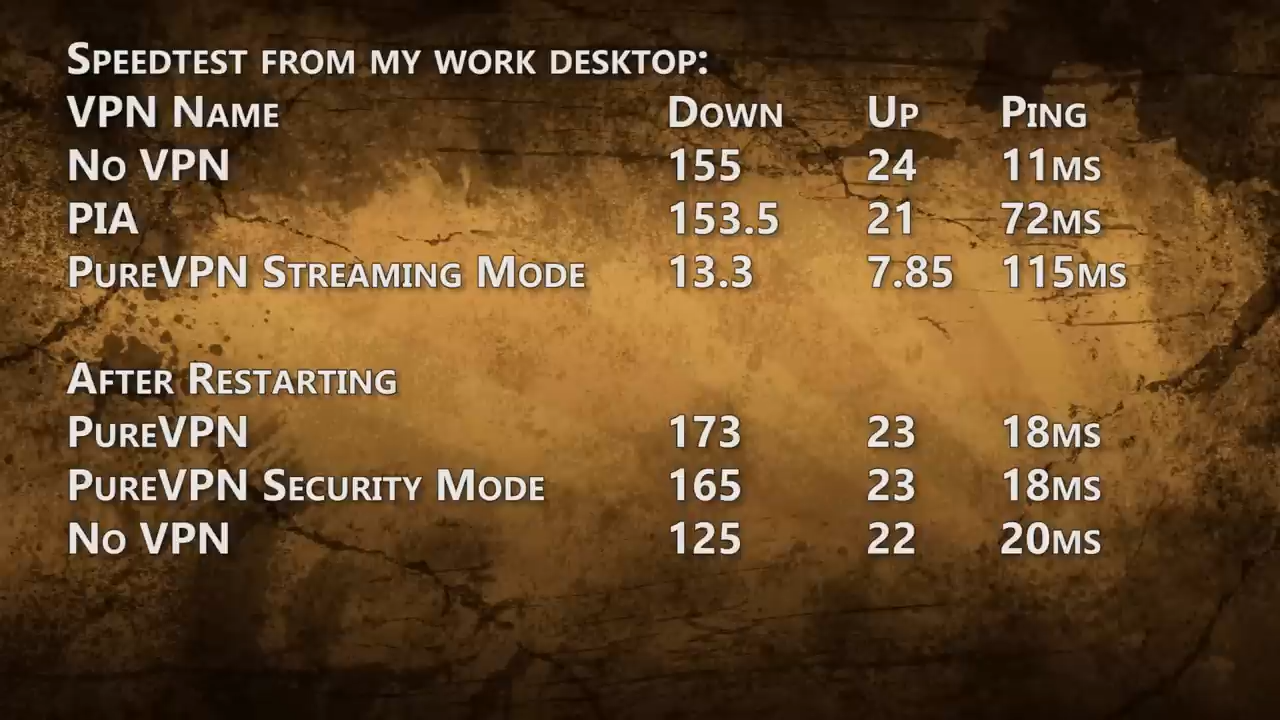 Speedtest from my work desktop:
VPN Name Down Up Ping
No VPN 155 24 11ms
PIA 153.5 21 72ms
PureVPN Streaming Mode 13.3 7.85 115ms
After Restarting
PureVPN 173 23 18ms
PureVPN Security Mode 165 23 18ms
No VPN 125 22 20ms